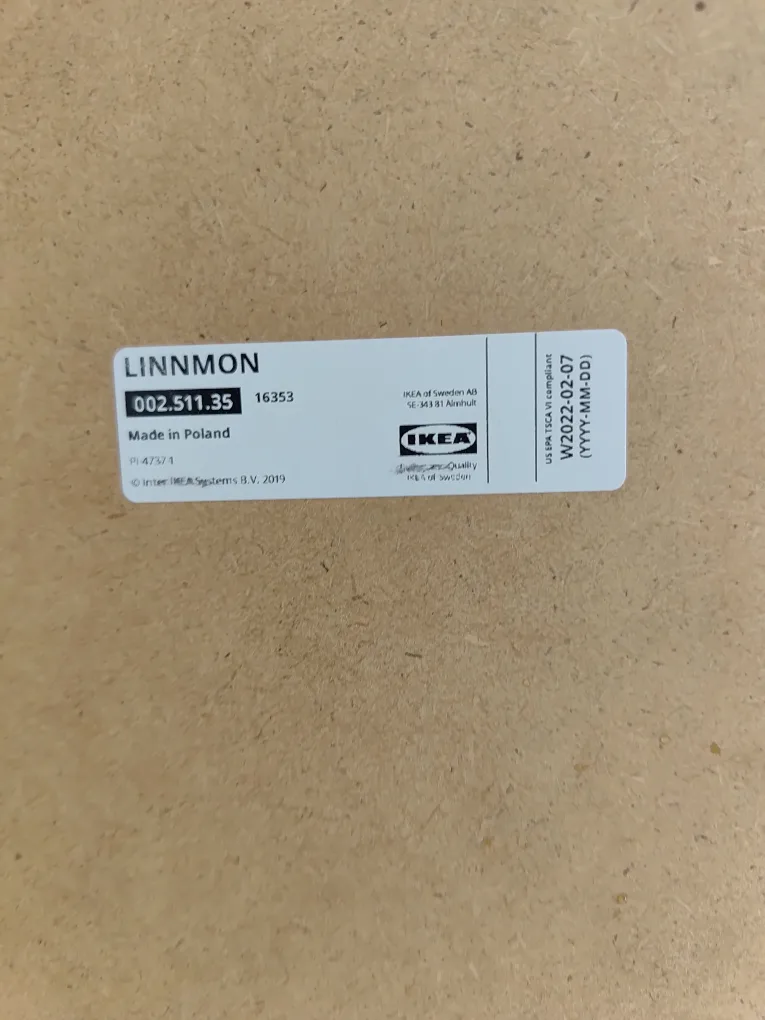 LINNMON
002.511.35 16353
Made in Poland
PI-47371
© Inter IKEA Systems B.V. 2019
IKEA of Sweden AB
SE-343 81 Älmhult
IKEA
Quality
IKEA of Sweden
US EPA TSCA VI compliant
W2022-02-07
(YYYY-MM-DD)